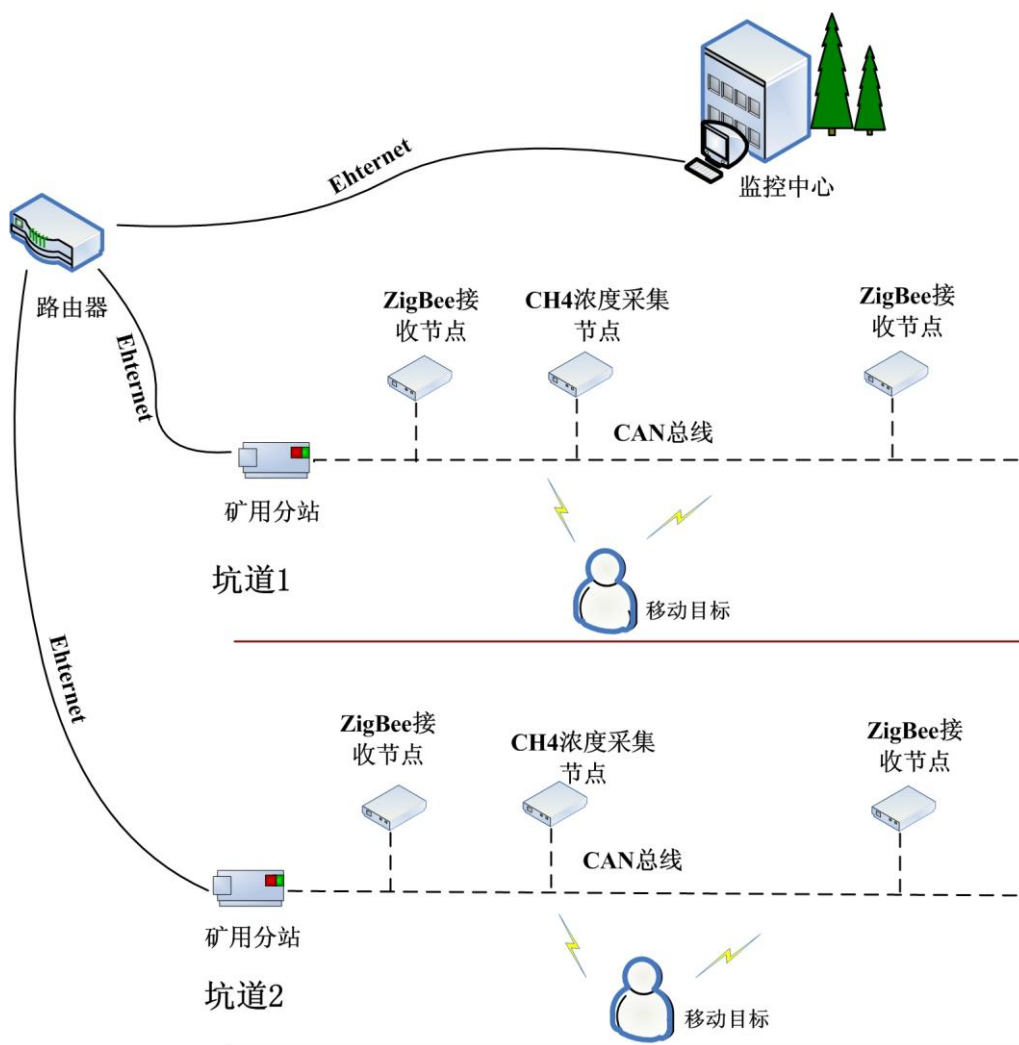 Ehternet
监控中心
路由器
Ehternet
ZigBee接
收节点
CH4浓度采集
节点
ZigBee接
收节点
CAN总线
矿用分站
坑道1
移动目标
Ehternet
ZigBee接
收节点
CH4浓度采集
节点
ZigBee接
收节点
CAN总线
矿用分站
坑道2
移动目标